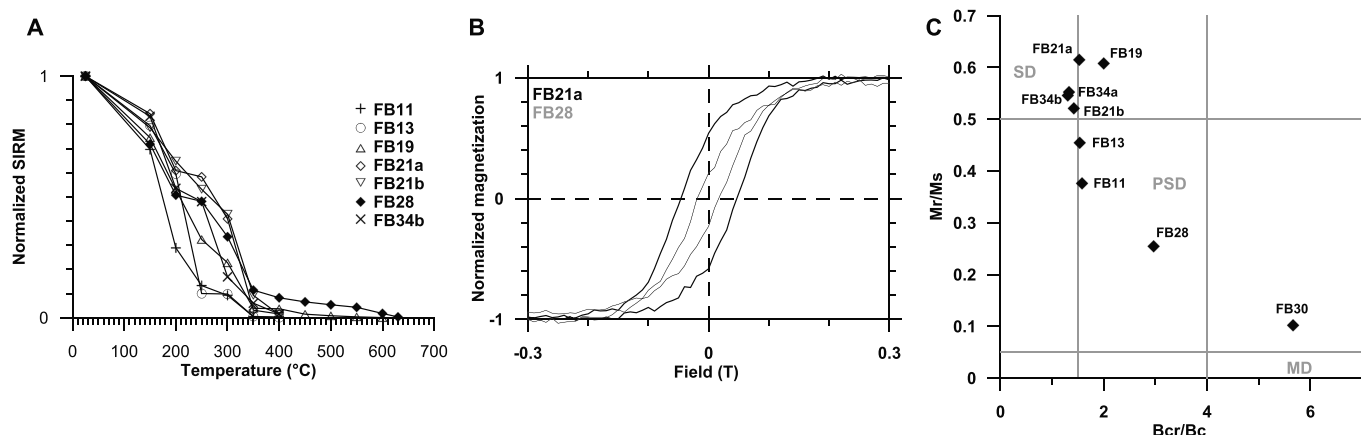 A
Normalized SIRM
1
0
0
100
200
300
400
500
600
700
Temperature (°C)
FB11
FB13
FB19
FB21a
FB21b
FB28
FB34b
B
Normalized magnetization
1
0
-1
-0.3
0
0.3
Field (T)
FB21a
FB28
C
Mr/Ms
0.7
0.6
0.5
0.4
0.3
0.2
0.1
0
0
2
4
6
Bcr/Bc
FB21a
FB19
SD
FB34a
FB34b
FB21b
FB13
FB11
PSD
FB28
FB30
MD